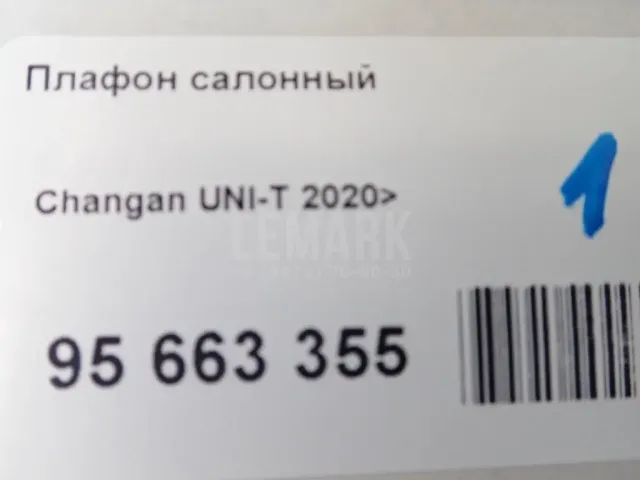 Плафон салонный
1
Changan UNI-T 2020>
LEMARK
95 663 355